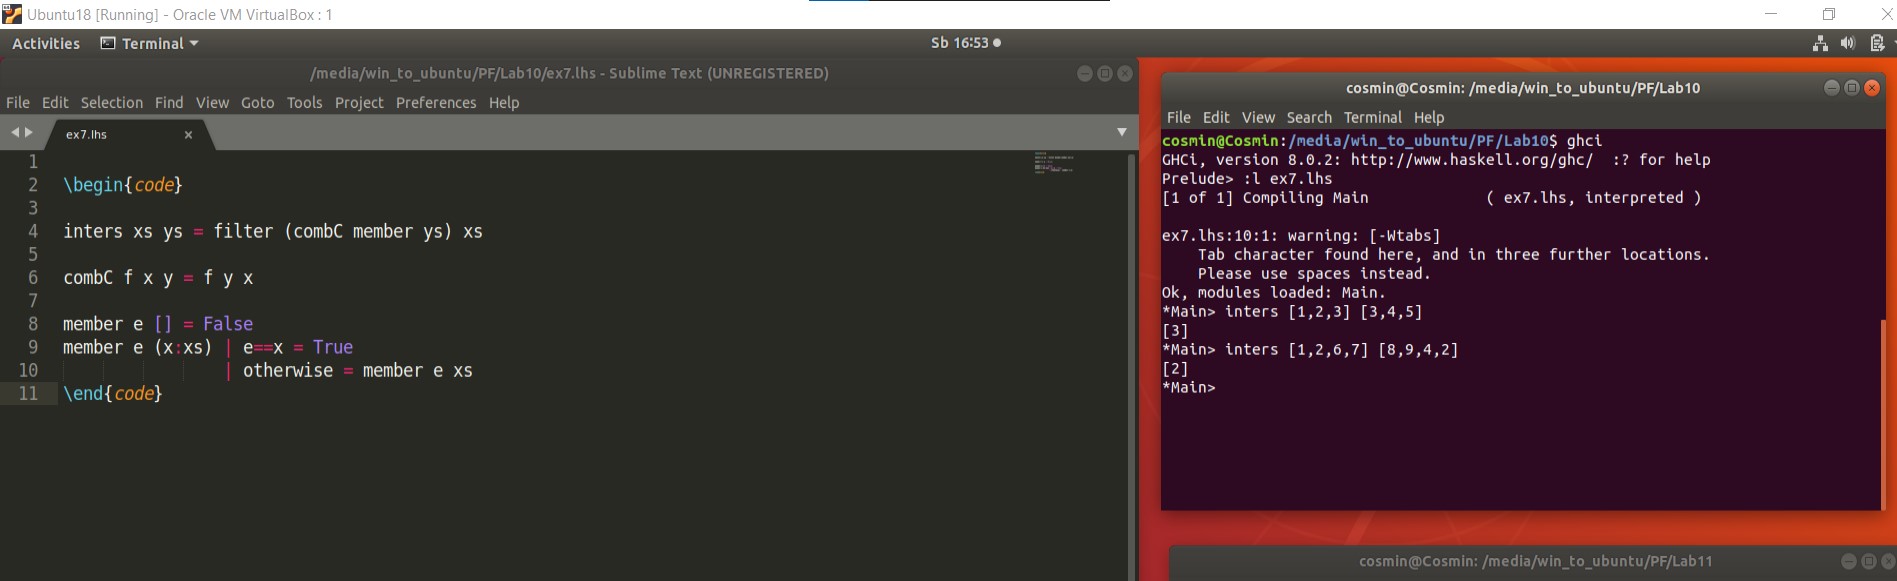 Ubuntu18 [Running] - Oracle VM VirtualBox : 1
Activities Terminal Sb 16:53
/media/win_to_ubuntu/PF/Lab10/ex7.lhs - Sublime Text (UNREGISTERED)
File Edit Selection Find View Goto Tools Project Preferences Help
ex7.lhs
1
2 \begin{code}
3
4 inters xs ys = filter (combC member ys) xs
5
6 combC f x y = f y x
7
8 member e [] = False
9 member e (x:xs) | e==x = True
10 | otherwise = member e xs
11 \end{code}
cosmin@Cosmin: /media/win_to_ubuntu/PF/Lab10
File Edit View Search Terminal Help
cosmin@Cosmin:/media/win_to_ubuntu/PF/Lab10$ ghci
GHCi, version 8.0.2: http://www.haskell.org/ghc/  :? for help
Prelude> :l ex7.lhs
[1 of 1] Compiling Main             ( ex7.lhs, interpreted )
ex7.lhs:10:1: warning: [-Wtabs]
Tab character found here, and in three further locations.
Please use spaces instead.
Ok, modules loaded: Main.
*Main> inters [1,2,3] [3,4,5]
[3]
*Main> inters [1,2,6,7] [8,9,4,2]
[2]
*Main>
cosmin@Cosmin: /media/win_to_ubuntu/PF/Lab11